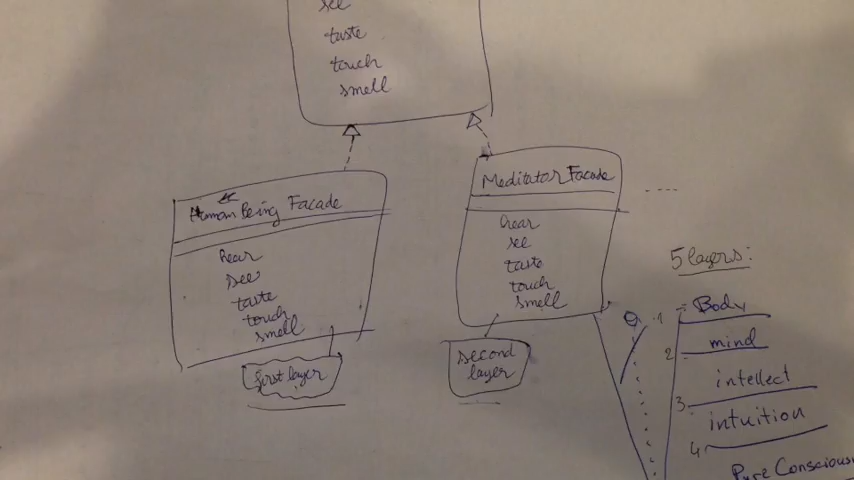 see
taste
touch
smell
Human Being Facade
hear
see
taste
touch
smell
first layer
Meditator Facade
hear
see
taste
touch
smell
second
layer
5 layers:
1 Body
2 mind
intellect
3 intuition
4
Pure Conscious